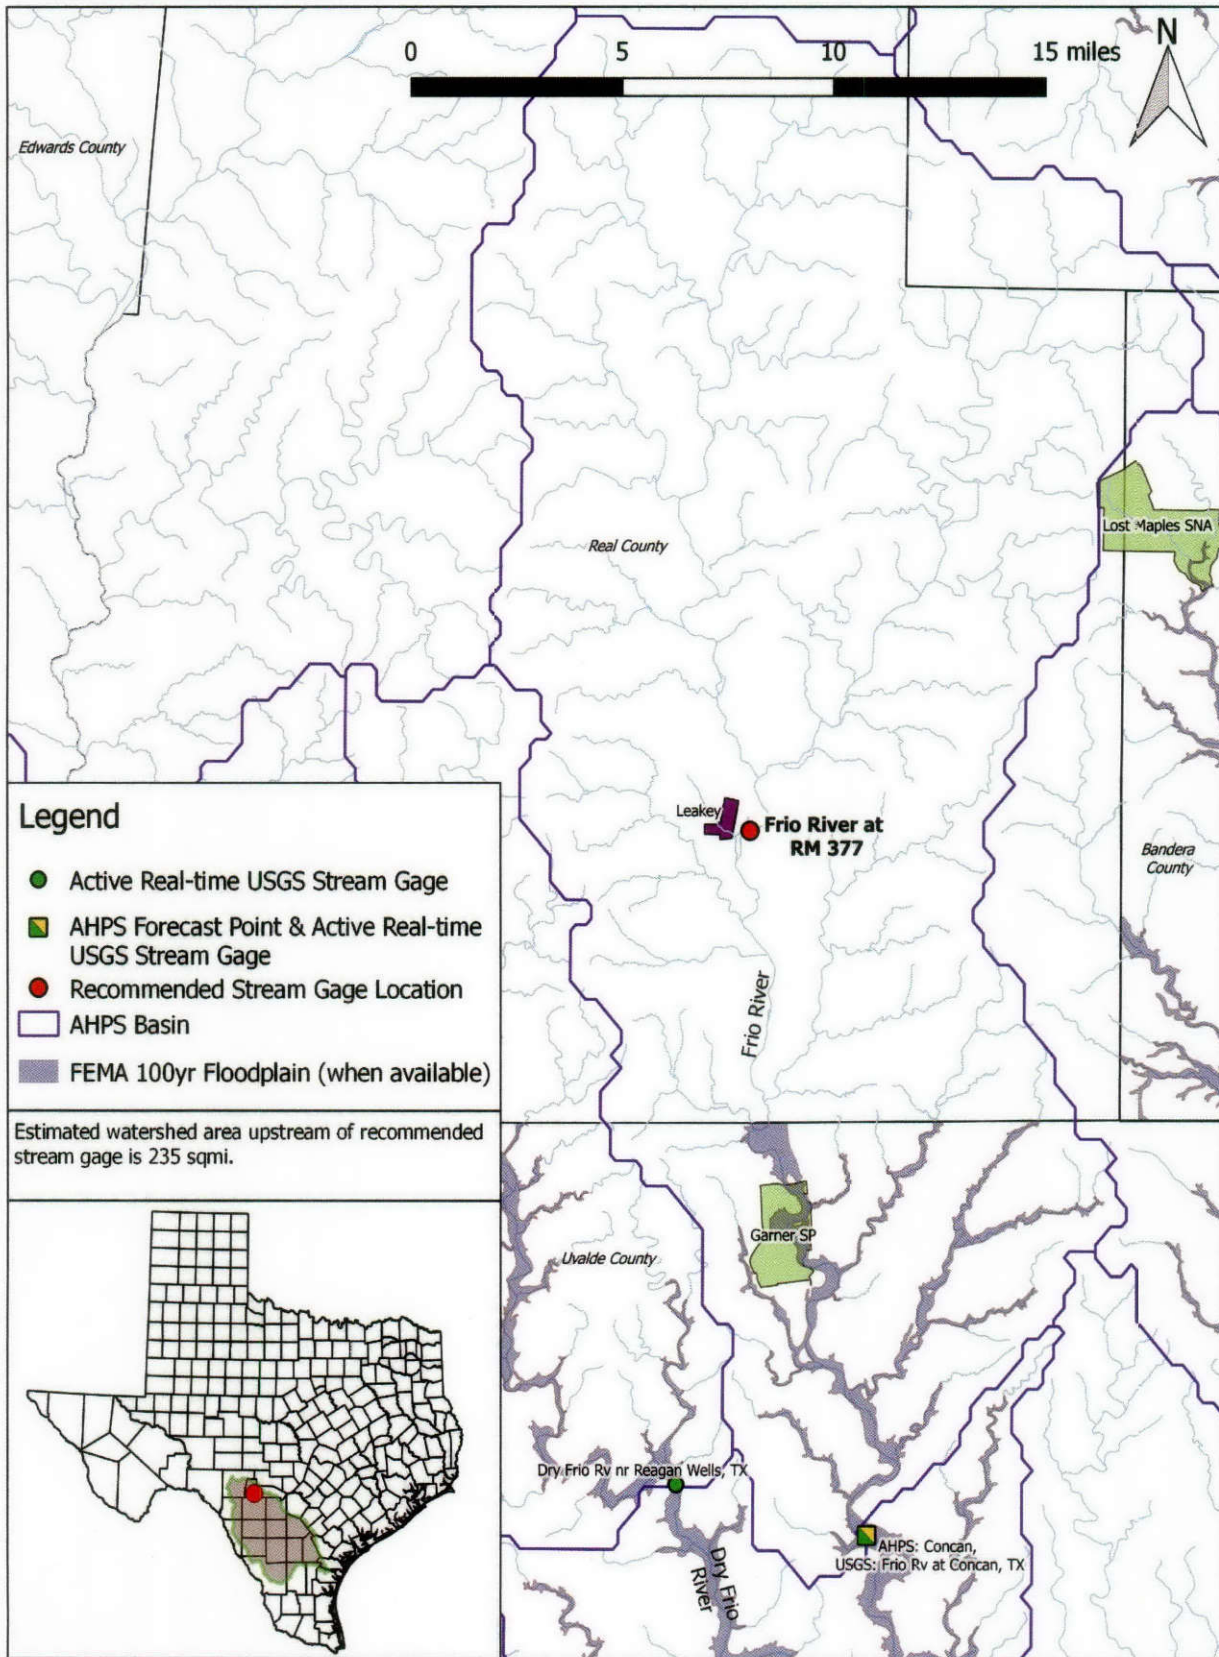 0 5 10 15 miles
N
Edwards County
Lost Maples SNA
Real County
Leakey
Frio River at
RM 377
Bandera
County
Frio River
Legend
Active Real-time USGS Stream Gage
AHPS Forecast Point & Active Real-time
USGS Stream Gage
Recommended Stream Gage Location
AHPS Basin
FEMA 100yr Floodplain (when available)
Estimated watershed area upstream of recommended
stream gage is 235 sqmi.
Garner SP
Uvalde County
Dry Frio Rv nr Reagan Wells, TX
AHPS: Concan,
USGS: Frio Rv at Concan, TX
Dry Frio
River